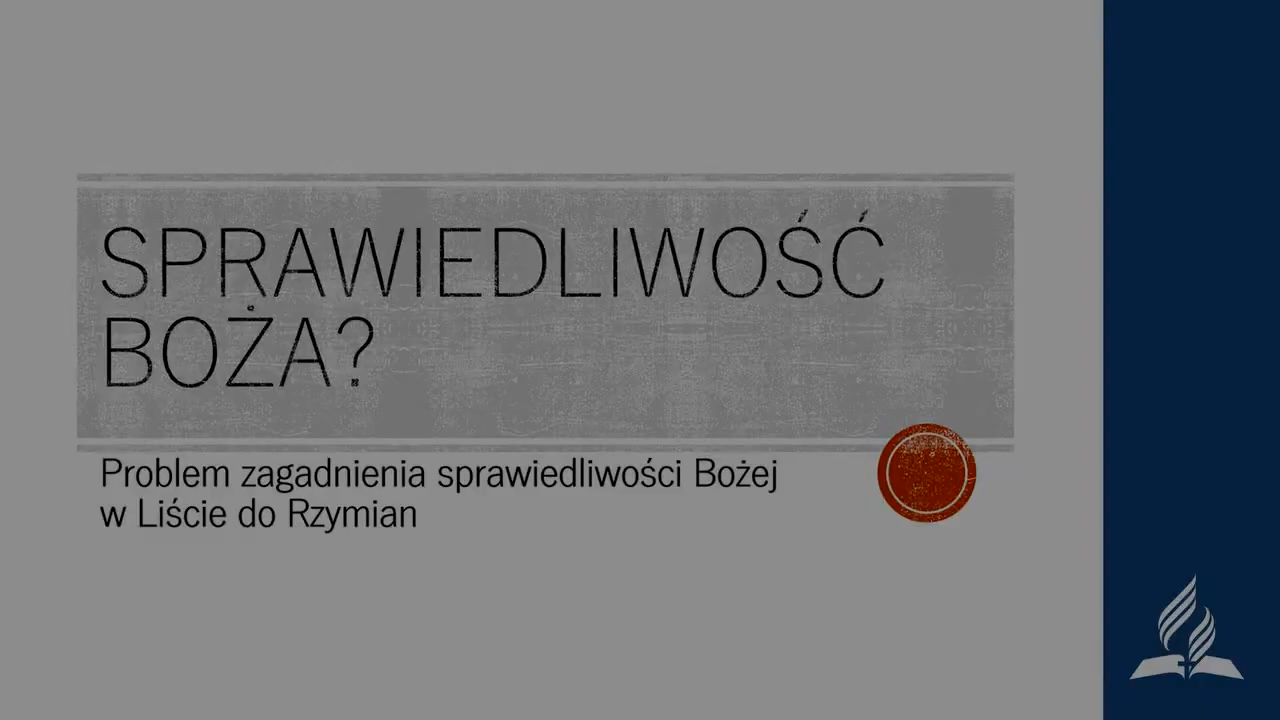 SPRAWIEDLIWOŚĆ
BOŻA?
Problem zagadnienia sprawiedliwości Bożej
w Liście do Rzymian